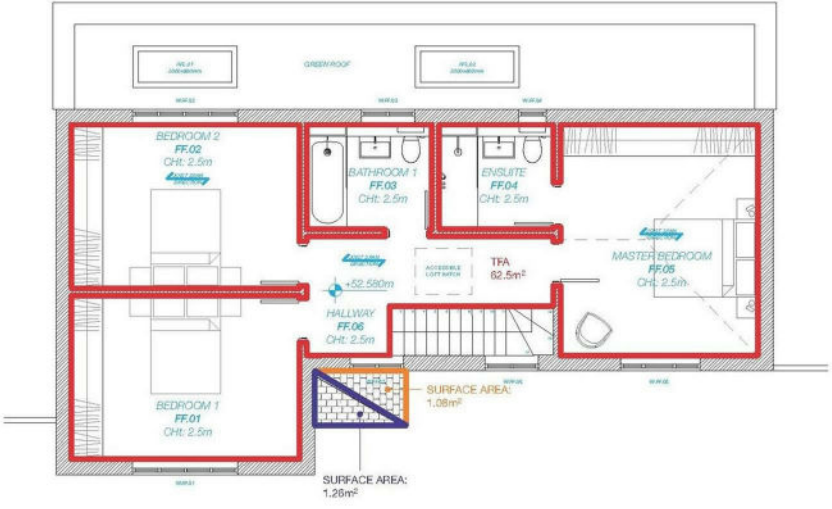 GREEN ROOF
BEDROOM 2
FF.02
CHt: 2.5m
BATHROOM 1
FF.03
CHt: 2.5m
ENSUITE
FF.04
CHt: 2.5m
MASTER BEDROOM
FF.05
CHt: 2.5m
TFA
62.5m²
ACCESSIBLE
LOFT HATCH
+52.580m
HALLWAY
FF.06
CHt: 2.5m
BEDROOM 1
FF.01
CHt: 2.5m
SURFACE AREA:
1.08m²
SURFACE AREA:
1.26m²